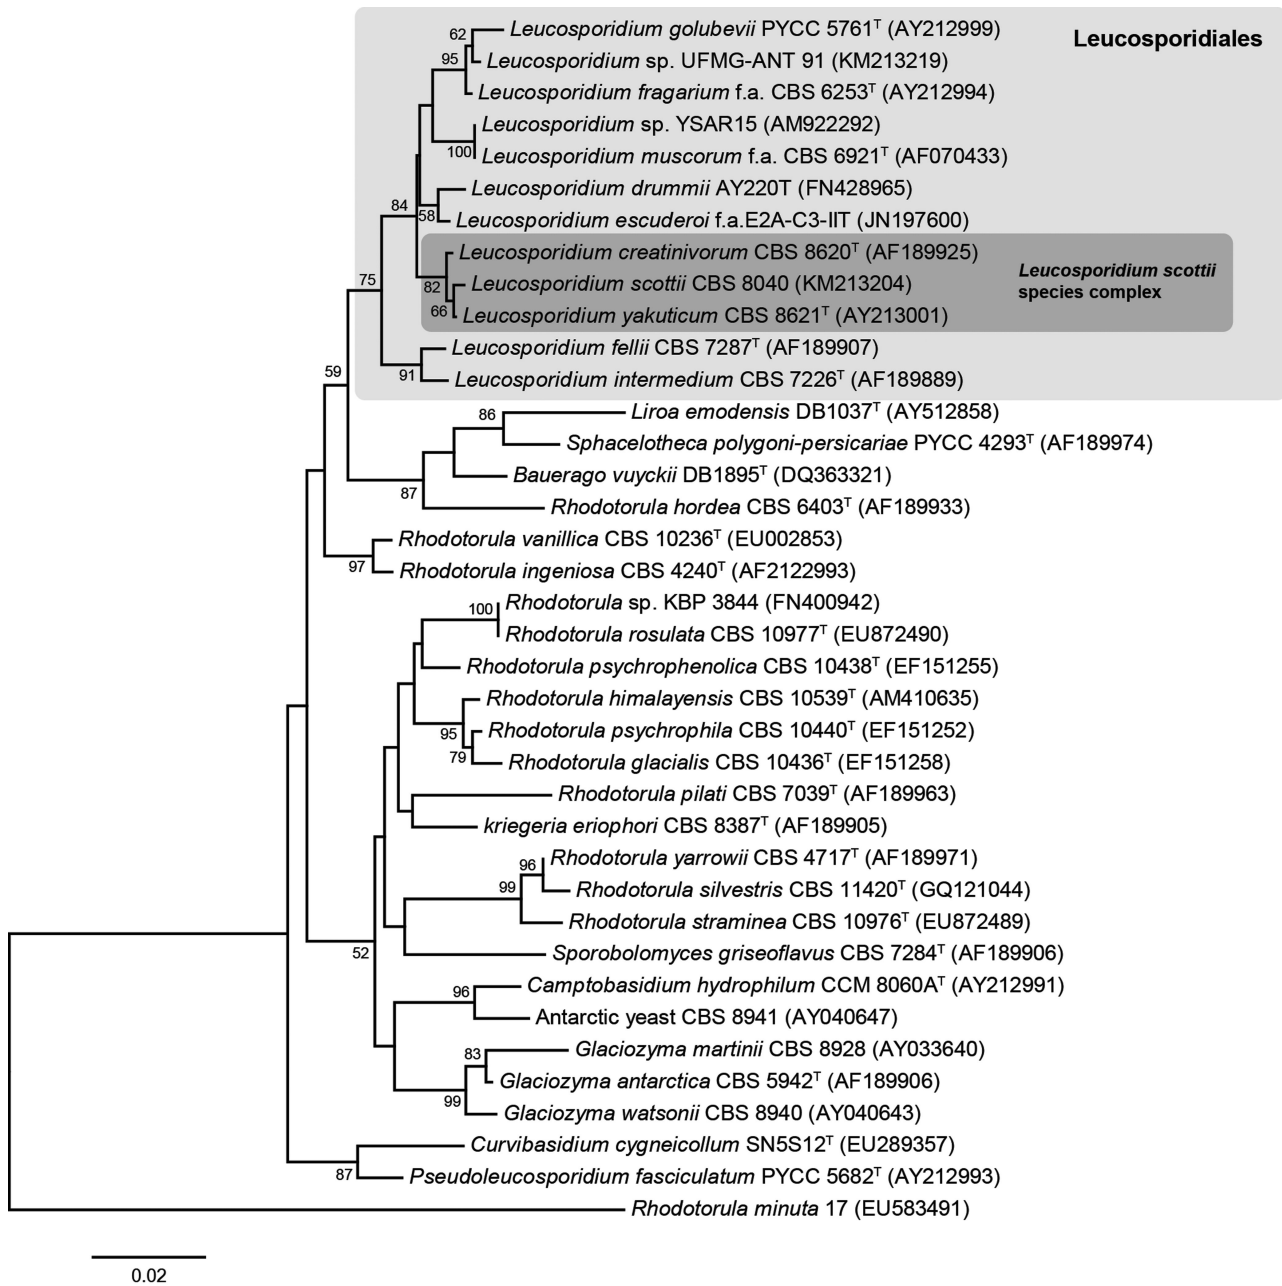 Leucosporidium golubevii PYCC 5761T (AY212999)
Leucosporidiales
62
95
Leucosporidium sp. UFMG-ANT 91 (KM213219)
Leucosporidium fragarium f.a. CBS 6253T (AY212994)
Leucosporidium sp. YSAR15 (AM922292)
100
Leucosporidium muscorum f.a. CBS 6921T (AF070433)
Leucosporidium drummii AY220T (FN428965)
84
58
Leucosporidium escuderoi f.a.E2A-C3-IIT (JN197600)
Leucosporidium creatinivorum CBS 8620T (AF189925)
75
82
Leucosporidium scottii CBS 8040 (KM213204)
Leucosporidium scottii
species complex
66
Leucosporidium yakuticum CBS 8621T (AY213001)
Leucosporidium fellii CBS 7287T (AF189907)
59
91
Leucosporidium intermedium CBS 7226T (AF189889)
86
Liroa emodensis DB1037T (AY512858)
Sphacelotheca polygoni-persicariae PYCC 4293T (AF189974)
Bauerago vuyckii DB1895T (DQ363321)
87
Rhodotorula hordea CBS 6403T (AF189933)
Rhodotorula vanillica CBS 10236T (EU002853)
97
Rhodotorula ingeniosa CBS 4240T (AF2122993)
100
Rhodotorula sp. KBP 3844 (FN400942)
Rhodotorula rosulata CBS 10977T (EU872490)
Rhodotorula psychrophenolica CBS 10438T (EF151255)
Rhodotorula himalayensis CBS 10539T (AM410635)
95
Rhodotorula psychrophila CBS 10440T (EF151252)
79
Rhodotorula glacialis CBS 10436T (EF151258)
Rhodotorula pilati CBS 7039T (AF189963)
kriegeria eriophori CBS 8387T (AF189905)
96
Rhodotorula yarrowii CBS 4717T (AF189971)
99
Rhodotorula silvestris CBS 11420T (GQ121044)
Rhodotorula straminea CBS 10976T (EU872489)
52
Sporobolomyces griseoflavus CBS 7284T (AF189906)
96
Camptobasidium hydrophilum CCM 8060AT (AY212991)
Antarctic yeast CBS 8941 (AY040647)
83
Glaciozyma martinii CBS 8928 (AY033640)
99
Glaciozyma antarctica CBS 5942T (AF189906)
Glaciozyma watsonii CBS 8940 (AY040643)
Curvibasidium cygneicollum SN5S12T (EU289357)
87
Pseudoleucosporidium fasciculatum PYCC 5682T (AY212993)
Rhodotorula minuta 17 (EU583491)
0.02